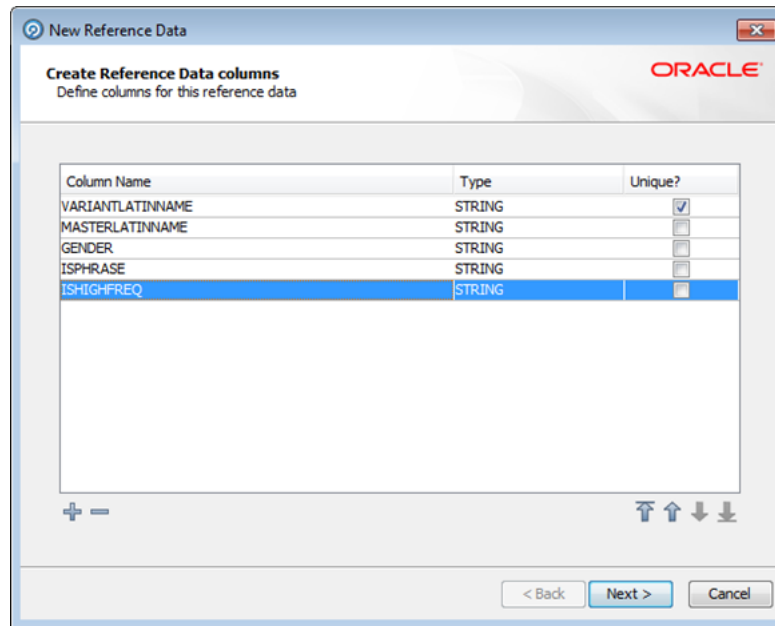 New Reference Data
Create Reference Data columns
ORACLE
Define columns for this reference data
Column Name Type Unique?
VARIANTLATINNAME STRING
MASTERLATINNAME STRING
GENDER STRING
ISPHRASE STRING
ISHIGHFREQ STRING
< Back Next > Cancel